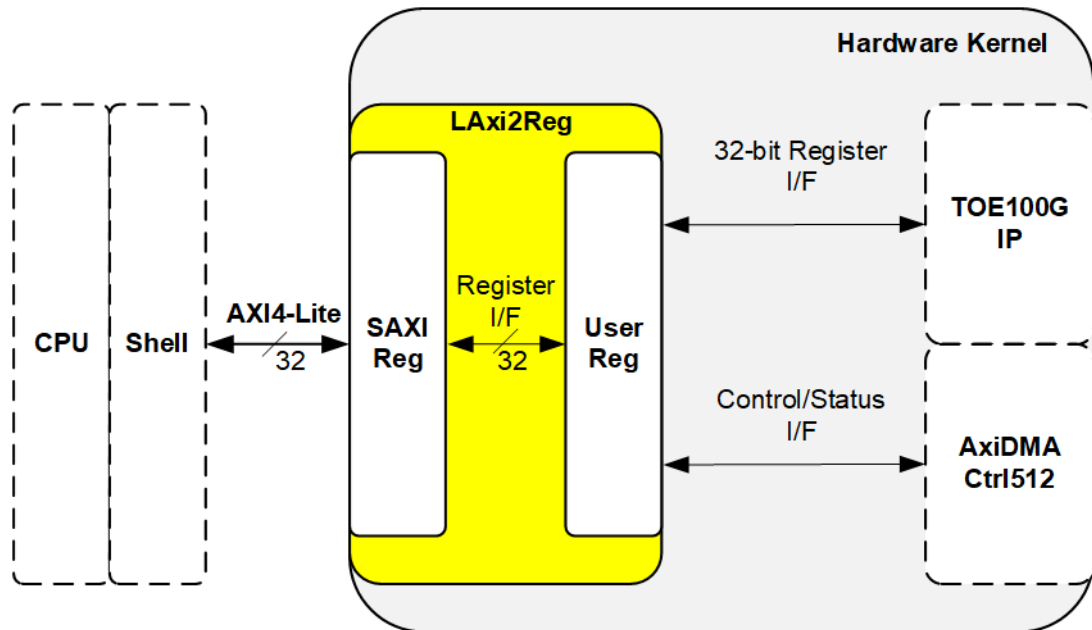 Hardware Kernel
LAxi2Reg
32-bit Register
I/F
TOE100G
IP
CPU
Shell
AXI4-Lite
32
SAXI
Reg
Register
I/F
32
User
Reg
Control/Status
I/F
AxiDMA
Ctrl512